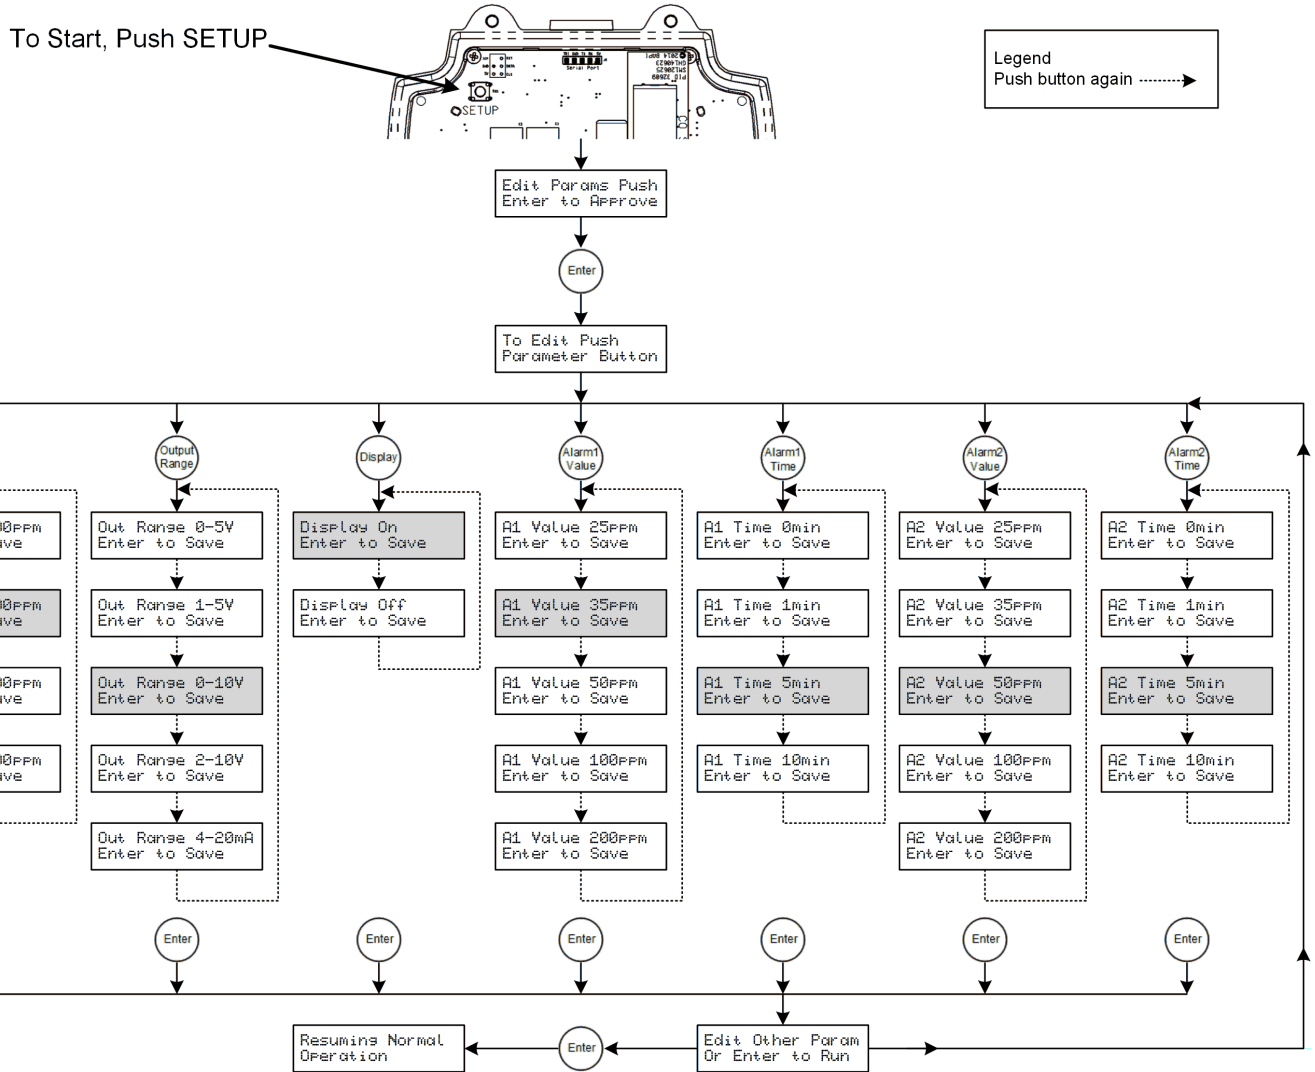 To Start, Push SETUP
Legend
Push button again
Serial Port
SETUP
Edit Params Push
Enter to Approve
Enter
To Edit Push
Parameter Button
Output
Range
Display
Alarm1
Value
Alarm1
Time
Alarm2
Value
Alarm2
Time
0ppm
ave
Out Range 0-5V
Enter to Save
Display On
Enter to Save
A1 Value 25ppm
Enter to Save
A1 Time 0min
Enter to Save
A2 Value 25ppm
Enter to Save
A2 Time 0min
Enter to Save
0ppm
ave
Out Range 1-5V
Enter to Save
Display Off
Enter to Save
A1 Value 35ppm
Enter to Save
A1 Time 1min
Enter to Save
A2 Value 35ppm
Enter to Save
A2 Time 1min
Enter to Save
0ppm
ave
Out Range 0-10V
Enter to Save
A1 Value 50ppm
Enter to Save
A1 Time 5min
Enter to Save
A2 Value 50ppm
Enter to Save
A2 Time 5min
Enter to Save
0ppm
ave
Out Range 2-10V
Enter to Save
A1 Value 100ppm
Enter to Save
A1 Time 10min
Enter to Save
A2 Value 100ppm
Enter to Save
A2 Time 10min
Enter to Save
Out Range 4-20mA
Enter to Save
A1 Value 200ppm
Enter to Save
A2 Value 200ppm
Enter to Save
Enter
Enter
Enter
Enter
Enter
Enter
Resuming Normal
Operation
Enter
Edit Other Param
Or Enter to Run